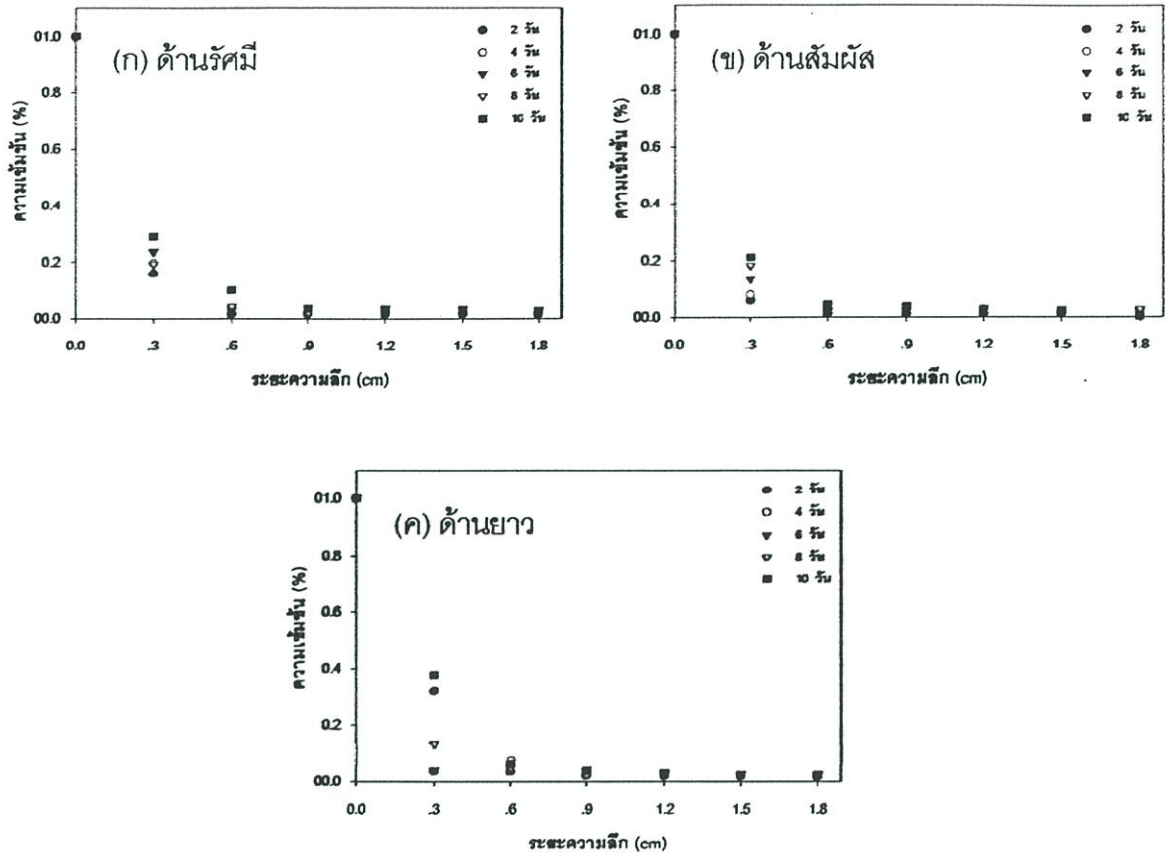 (ก) ด้านรัศมี
2 วัน
4 วัน
6 วัน
8 วัน
10 วัน
ความเข้มข้น (%)
01.0
0.8
0.6
0.4
0.2
00.0
0.0 .3 .6 .9 1.2 1.5 1.8
ระยะความลึก (cm)
(ข) ด้านสัมผัส
2 วัน
4 วัน
6 วัน
8 วัน
10 วัน
ความเข้มข้น (%)
01.0
0.8
0.6
0.4
0.2
00.0
0.0 .3 .6 .9 1.2 1.5 1.8
ระยะความลึก (cm)
(ค) ด้านยาว
2 วัน
4 วัน
6 วัน
8 วัน
10 วัน
ความเข้มข้น (%)
01.0
0.8
0.6
0.4
0.2
00.0
0.0 .3 .6 .9 1.2 1.5 1.8
ระยะความลึก (cm)